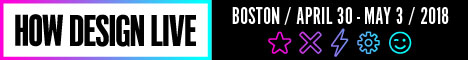 HOW DESIGN LIVE
BOSTON / APRIL 30 - MAY 3 / 2018